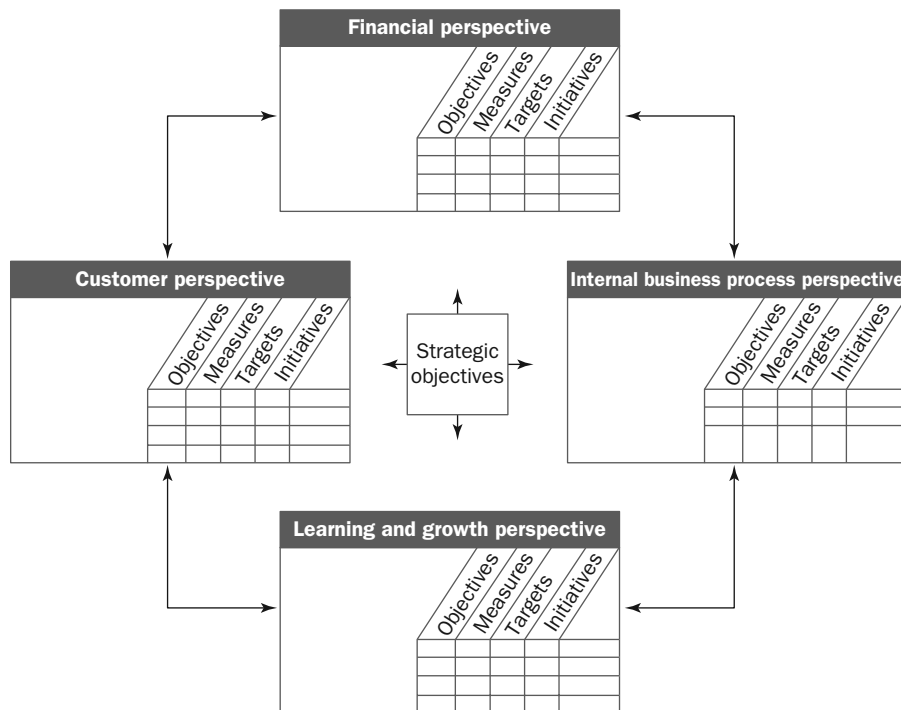 Financial perspective
Objectives
Measures
Targets
Initiatives
Customer perspective
Objectives
Measures
Targets
Initiatives
Strategic
objectives
Internal business process perspective
Objectives
Measures
Targets
Initiatives
Learning and growth perspective
Objectives
Measures
Targets
Initiatives